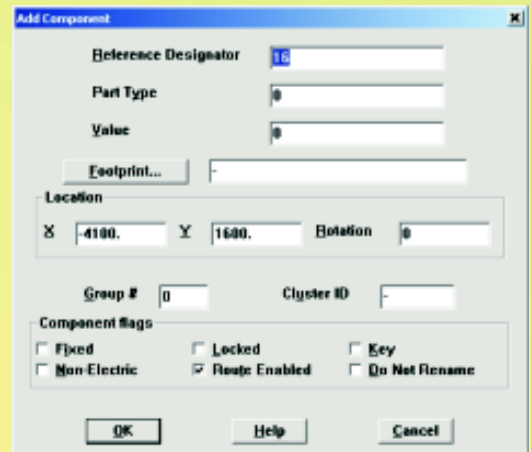 Add Component
Reference Designator 16
Part Type 0
Value 0
Footprint... -
Location
X -4100. Y 1600. Rotation 0
Group # 0 Cluster ID -
Component flags
Fixed Locked Key
Non-Electric Route Enabled Do Not Rename
OK Help Cancel